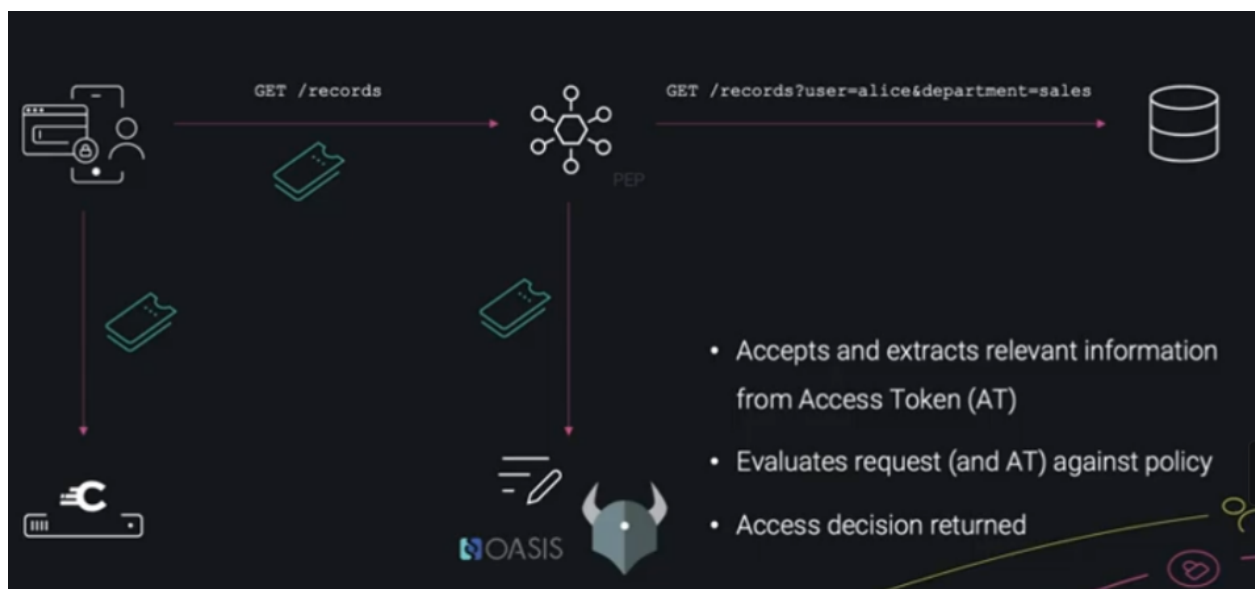 GET /records
GET /records?user=alice&department=sales
PEP
• Accepts and extracts relevant information
from Access Token (AT)
• Evaluates request (and AT) against policy
• Access decision returned
C
OASIS